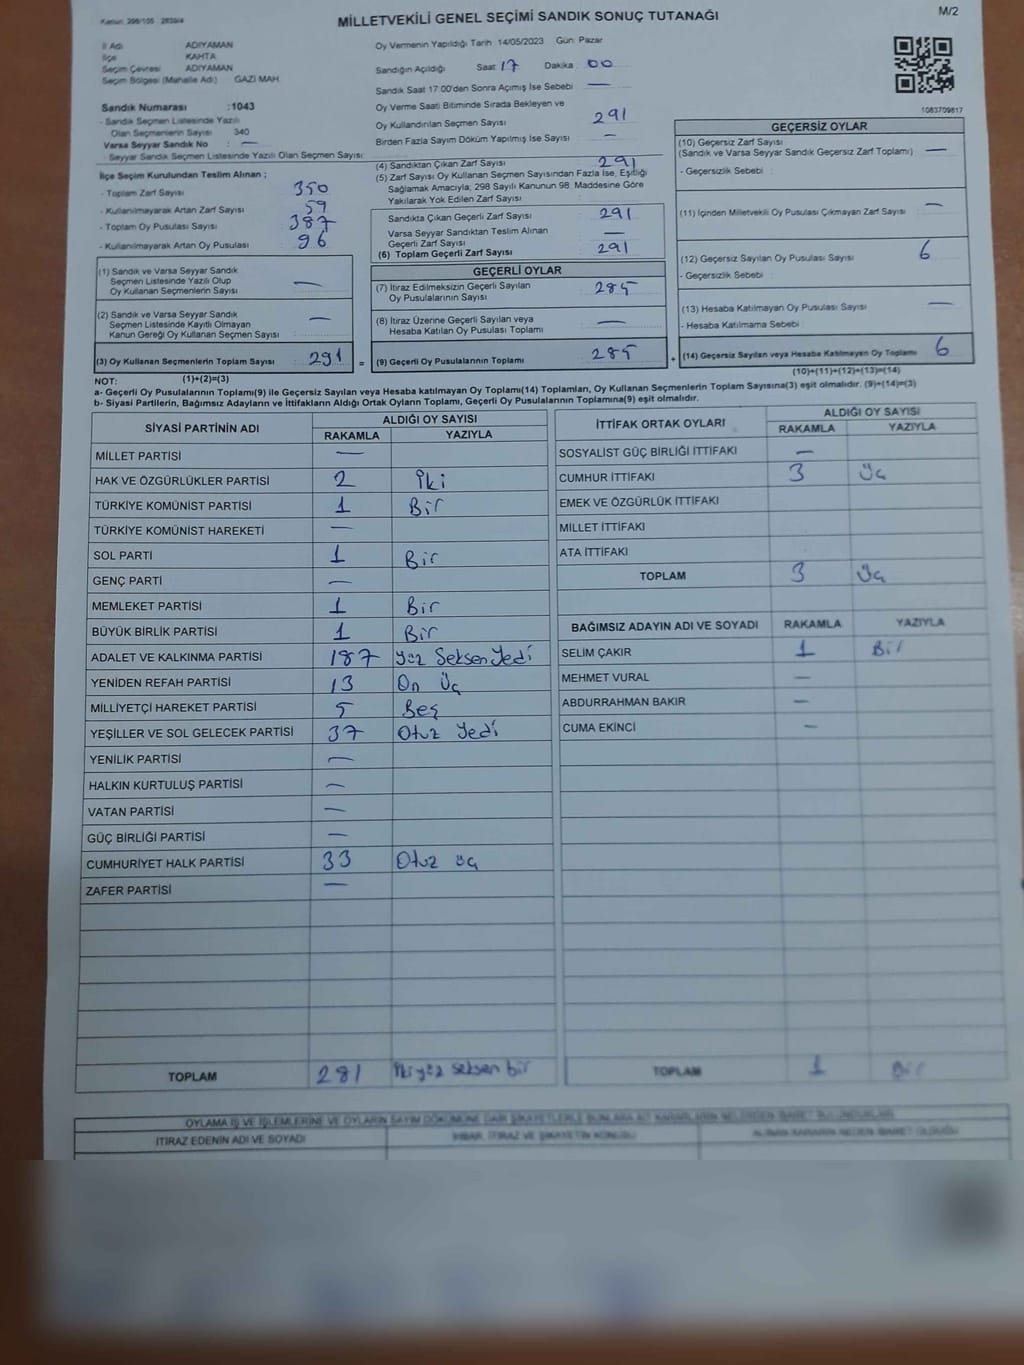 Kanun: 298/105 2839/4
MİLLETVEKİLİ GENEL SEÇİMİ SANDIK SONUÇ TUTANAĞI
M/2
İl Adı ADIYAMAN
İlçe KAHTA
Seçim Çevresi ADIYAMAN
Seçim Bölgesi (Mahalle Adı) GAZİ MAH.
Oy Vermenin Yapıldığı Tarih 14/05/2023 Gün: Pazar
Sandığın Açıldığı Saat 17 Dakika : 00
Sandık Saat 17:00'den Sonra Açımış İse Sebebi —
Oy Verme Saati Bitiminde Sırada Bekleyen ve
Oy Kullandırılan Seçmen Sayısı 291
Birden Fazla Sayım Döküm Yapılmış İse Sayısı —
1083709817
Sandık Numarası :1043
- Sandık Seçmen Listesinde Yazılı
Olan Seçmenlerin Sayısı 340
Varsa Seyyar Sandık No : —
Seyyar Sandık Seçmen Listesinde Yazılı Olan Seçmen Sayısı:
İlçe Seçim Kurulundan Teslim Alınan ;
- Toplam Zarf Sayısı 350
- Kullanılmayarak Artan Zarf Sayısı 59
- Toplam Oy Pusulası Sayısı 387
- Kullanılmayarak Artan Oy Pusulası 96
(4) Sandıktan Çıkan Zarf Sayısı 291
(5) Zarf Sayısı Oy Kullanan Seçmen Sayısından Fazla İse, Eşitliği
Sağlamak Amacıyla; 298 Sayılı Kanunun 98. Maddesine Göre
Yakılarak Yok Edilen Zarf Sayısı :
Sandıkta Çıkan Geçerli Zarf Sayısı 291
Varsa Seyyar Sandıktan Teslim Alınan
Geçerli Zarf Sayısı —
(6) Toplam Geçerli Zarf Sayısı 291
GEÇERSİZ OYLAR
(10) Geçersiz Zarf Sayısı
(Sandık ve Varsa Seyyar Sandık Geçersiz Zarf Toplamı) —
- Geçersizlik Sebebi :
(11) İçinden Milletvekili Oy Pusulası Çıkmayan Zarf Sayısı —
(12) Geçersiz Sayılan Oy Pusulası Sayısı 6
- Geçersizlik Sebebi :
(13) Hesaba Katılmayan Oy Pusulası Sayısı —
- Hesaba Katılmama Sebebi :
(14) Geçersiz Sayılan veya Hesaba Katılmayan Oy Toplamı 6
(10)+(11)+(12)+(13)=(14)
(1) Sandık ve Varsa Seyyar Sandık
Seçmen Listesinde Yazılı Olup
Oy Kullanan Seçmenlerin Sayısı —
(2) Sandık ve Varsa Seyyar Sandık
Seçmen Listesinde Kayıtlı Olmayan
Kanun Gereği Oy Kullanan Seçmen Sayısı : —
(3) Oy Kullanan Seçmenlerin Toplam Sayısı : 291 =
(1)+(2)=(3)
GEÇERLİ OYLAR
(7) İtiraz Edilmeksizin Geçerli Sayılan
Oy Pusulalarının Sayısı 285
(8) İtiraz Üzerine Geçerli Sayılan veya
Hesaba Katılan Oy Pusulası Toplamı —
(9) Geçerli Oy Pusulalarının Toplamı 285 +
NOT:
a- Geçerli Oy Pusulalarının Toplamı(9) ile Geçersiz Sayılan veya Hesaba katılmayan Oy Toplamı(14) Toplamları, Oy Kullanan Seçmenlerin Toplam Sayısına(3) eşit olmalıdır. (9)+(14)=(3)
b- Siyasi Partilerin, Bağımsız Adayların ve İttifakların Aldığı Ortak Oyların Toplamı, Geçerli Oy Pusulalarının Toplamına(9) eşit olmalıdır.
SİYASİ PARTİNİN ADI ALDIĞI OY SAYISI
RAKAMLA YAZIYLA
MİLLET PARTİSİ —
HAK VE ÖZGÜRLÜKLER PARTİSİ 2 İki
TÜRKİYE KOMÜNİST PARTİSİ 1 Bir
TÜRKİYE KOMÜNİST HAREKETİ —
SOL PARTİ 1 Bir
GENÇ PARTİ —
MEMLEKET PARTİSİ 1 Bir
BÜYÜK BİRLİK PARTİSİ 1 Bir
ADALET VE KALKINMA PARTİSİ 187 Yüz Seksen Yedi
YENİDEN REFAH PARTİSİ 13 On Üç
MİLLİYETÇİ HAREKET PARTİSİ 5 Beş
YEŞİLLER VE SOL GELECEK PARTİSİ 37 Otuz Yedi
YENİLİK PARTİSİ —
HALKIN KURTULUŞ PARTİSİ —
VATAN PARTİSİ —
GÜÇ BİRLİĞİ PARTİSİ —
CUMHURİYET HALK PARTİSİ 33 Otuz üç
ZAFER PARTİSİ —
TOPLAM 281 İkiyüz seksen bir
İTTİFAK ORTAK OYLARI ALDIĞI OY SAYISI
RAKAMLA YAZIYLA
SOSYALİST GÜÇ BİRLİĞİ İTTİFAKI —
CUMHUR İTTİFAKI 3 Üç
EMEK VE ÖZGÜRLÜK İTTİFAKI
MİLLET İTTİFAKI
ATA İTTİFAKI
TOPLAM 3 Üç
BAĞIMSIZ ADAYIN ADI VE SOYADI RAKAMLA YAZIYLA
SELİM ÇAKIR 1 Bir
MEHMET VURAL —
ABDURRAHMAN BAKIR —
CUMA EKİNCİ —
TOPLAM 1 Bir
OYLAMA İŞ VE İŞLEMLERİNE VE OYLARIN SAYIM DÖKÜMÜNE DAİR ŞİKAYETLERLE BUNLARA AİT KARARLARIN NELERDEN İBARET BULUNDUKLARI
İTİRAZ EDENİN ADI VE SOYADI İHBAR, İTİRAZ VE ŞİKAYETİN KONUSU ALINAN KARARIN NEDEN İBARET OLDUĞU